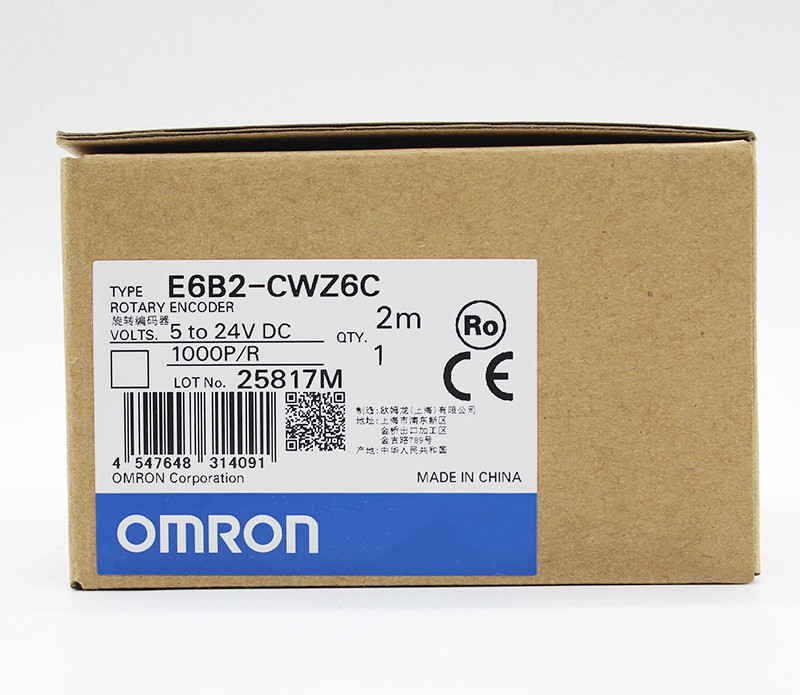 TYPE E6B2-CWZ6C
ROTARY ENCODER
旋转编码器
VOLTS. 5 to 24V DC
QTY. 2m
1000P/R 1
LOT No. 25817M
Ro
CE
4 547648 314091
制造: 欧姆龙(上海)有限公司
地址: 上海市浦东新区
金桥出口加工区
金吉路789号
产地: 中华人民共和国
OMRON Corporation
MADE IN CHINA
OMRON